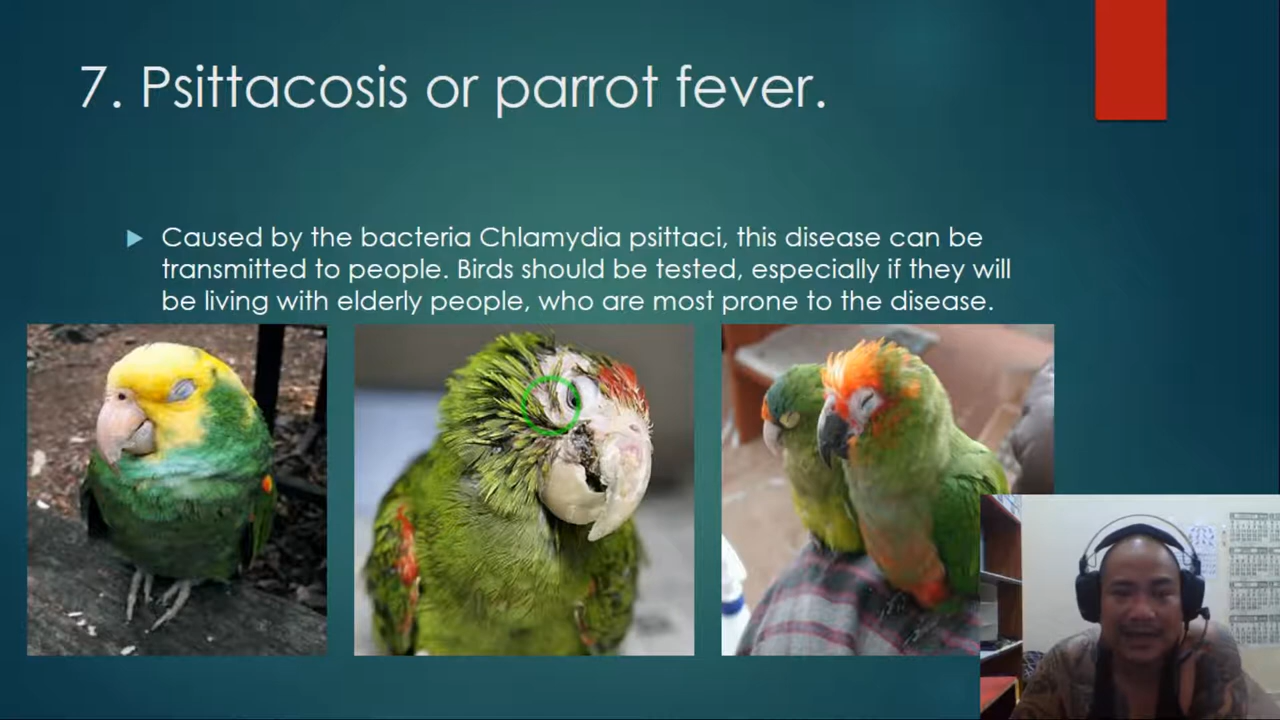 7. Psittacosis or parrot fever.
Caused by the bacteria Chlamydia psittaci, this disease can be
transmitted to people. Birds should be tested, especially if they will
be living with elderly people, who are most prone to the disease.